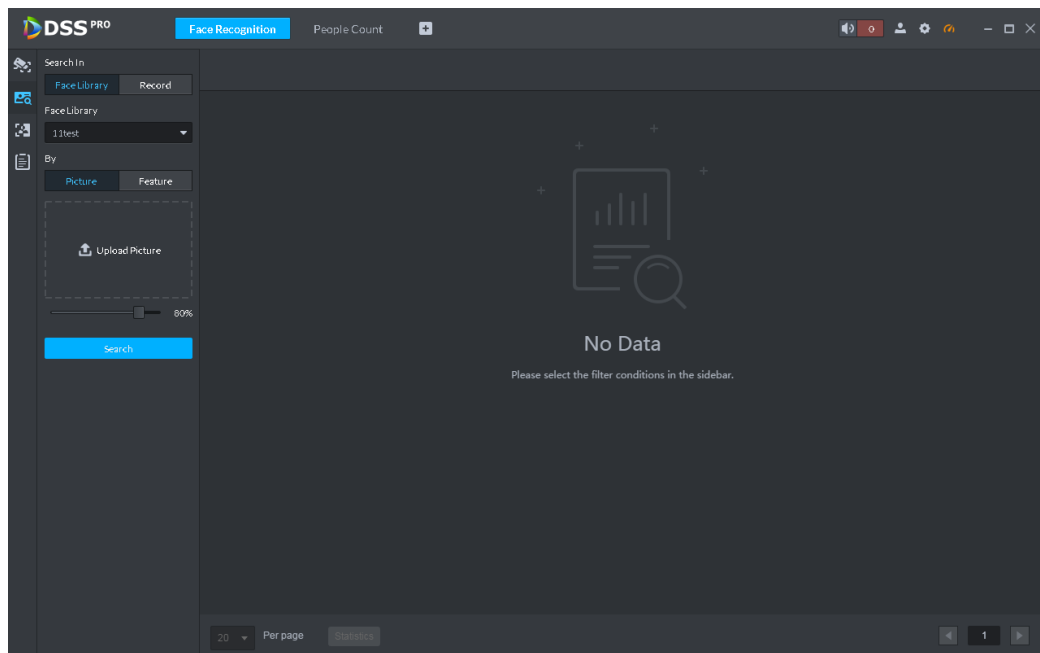 DSS PRO
Face Recognition
People Count
0
Search In
Face Library
Record
Face Library
11test
By
Picture
Feature
Upload Picture
80%
Search
No Data
Please select the filter conditions in the sidebar.
20
Per page
Statistics
1